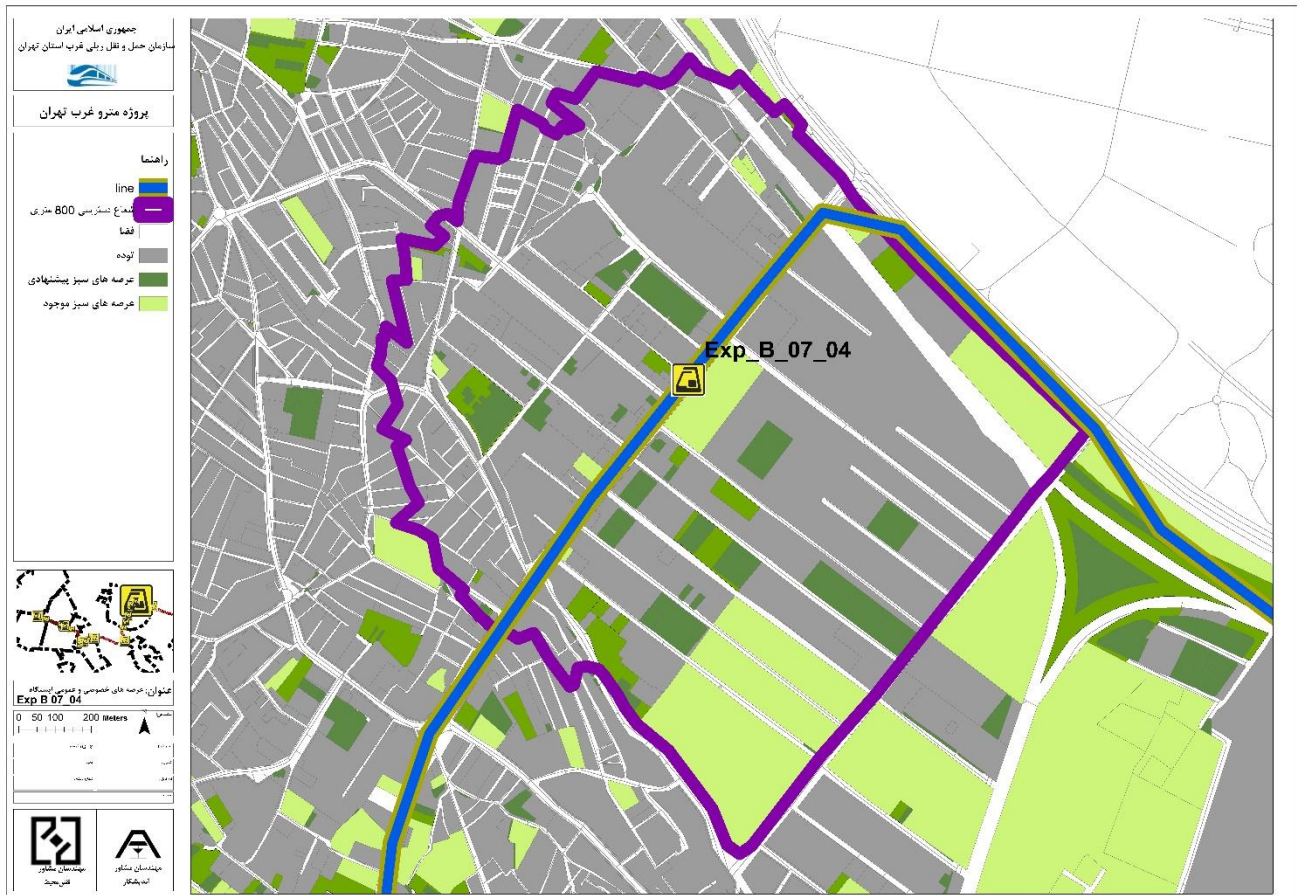 جمهوری اسلامی ایران
سازمان حمل و نقل ریلی غرب استان تهران
پروژه مترو غرب تهران
راهنما
line
شعاع دسترسی 800 متری
فضا
توده
عرصه های سبز پیشنهادی
عرصه های سبز موجود
Exp_B_07_04
عنوان: عرصه های خصوصی و عمومی ایستگاه
Exp B 07_04
0 50 100 200 Meters
مهندسان مشاور
مهندسان مشاور